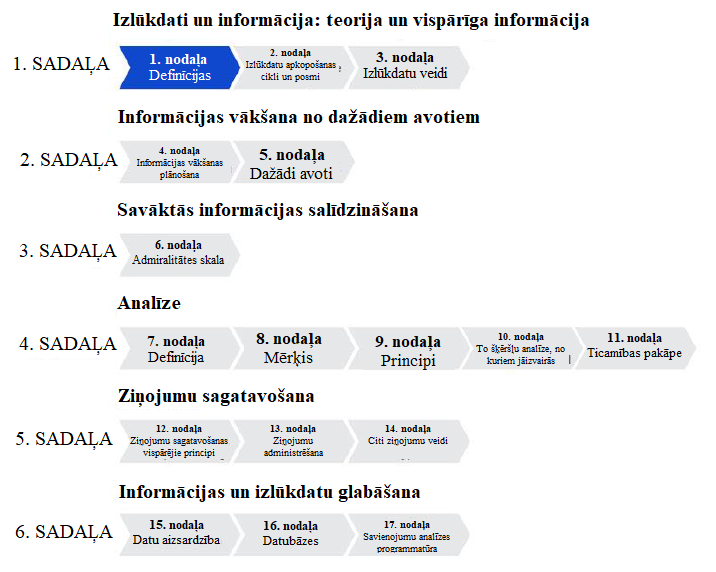 Izlūkdati un informācija: teorija un vispārīga informācija
1. SADAĻA
1. nodaļa
Definīcijas
2. nodaļa
Izlūkdatu apkopošanas
cikli un posmi
3. nodaļa
Izlūkdatu veidi
Informācijas vākšana no dažādiem avotiem
2. SADAĻA
4. nodaļa
Informācijas vākšanas
plānošana
5. nodaļa
Dažādi avoti
Savāktās informācijas salīdzināšana
3. SADAĻA
6. nodaļa
Admiralitātes skala
Analīze
4. SADAĻA
7. nodaļa
Definīcija
8. nodaļa
Mērķis
9. nodaļa
Principi
10. nodaļa
To šķēršļu analīze, no
kuriem jāizvairās
11. nodaļa
Ticamības pakāpe
Ziņojumu sagatavošana
5. SADAĻA
12. nodaļa
Ziņojumu sagatavošanas
vispārējie principi
13. nodaļa
Ziņojumu
administrēšana
14. nodaļa
Citi ziņojumu veidi
Informācijas un izlūkdatu glabāšana
6. SADAĻA
15. nodaļa
Datu aizsardzība
16. nodaļa
Datubāzes
17. nodaļa
Savienojumu analīzes
programmatūra